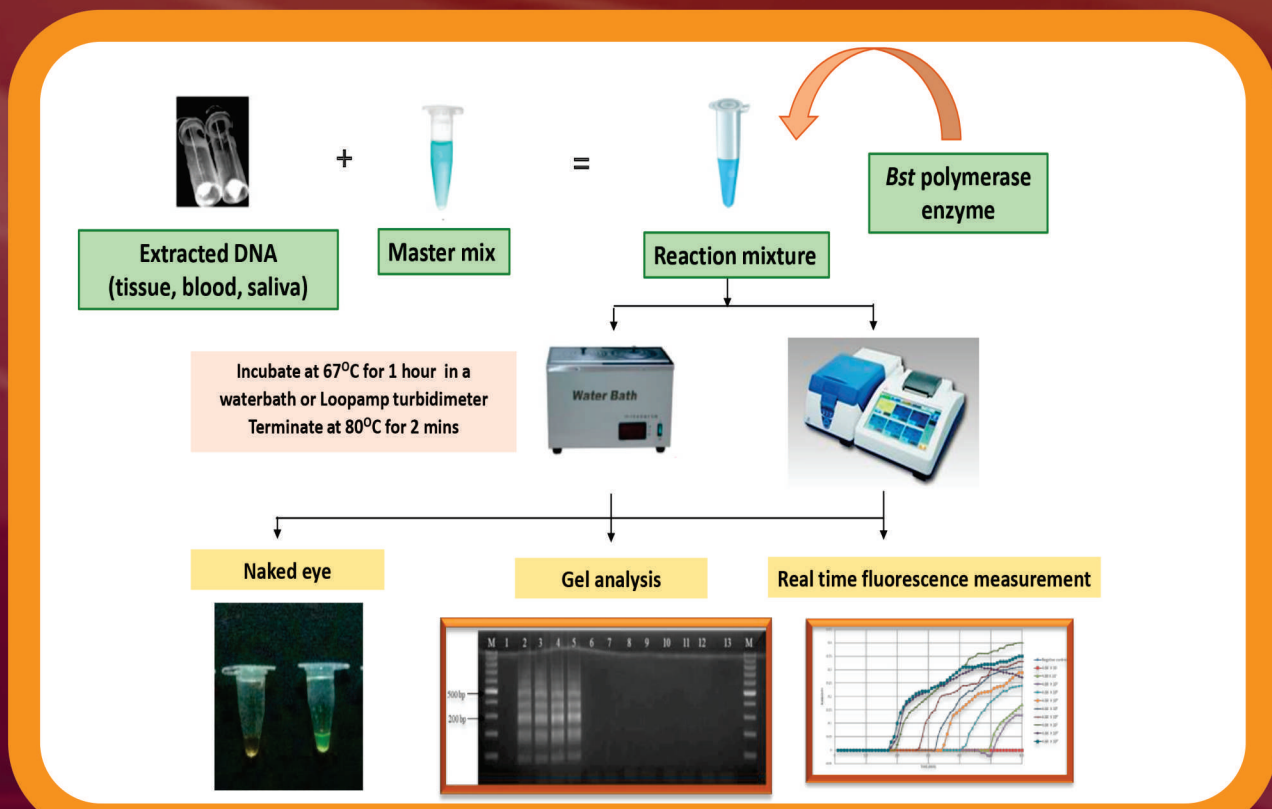 +
=
Bst polymerase
enzyme
Extracted DNA
(tissue, blood, saliva)
Master mix
Reaction mixture
Incubate at 67⁰C for 1 hour in a
waterbath or Loopamp turbidimeter
Terminate at 80⁰C for 2 mins
Water Bath
Naked eye
Gel analysis
Real time fluorescence measurement
M 1 2 3 4 5 6 7 8 9 10 11 12 13 M
500 bp
200 bp